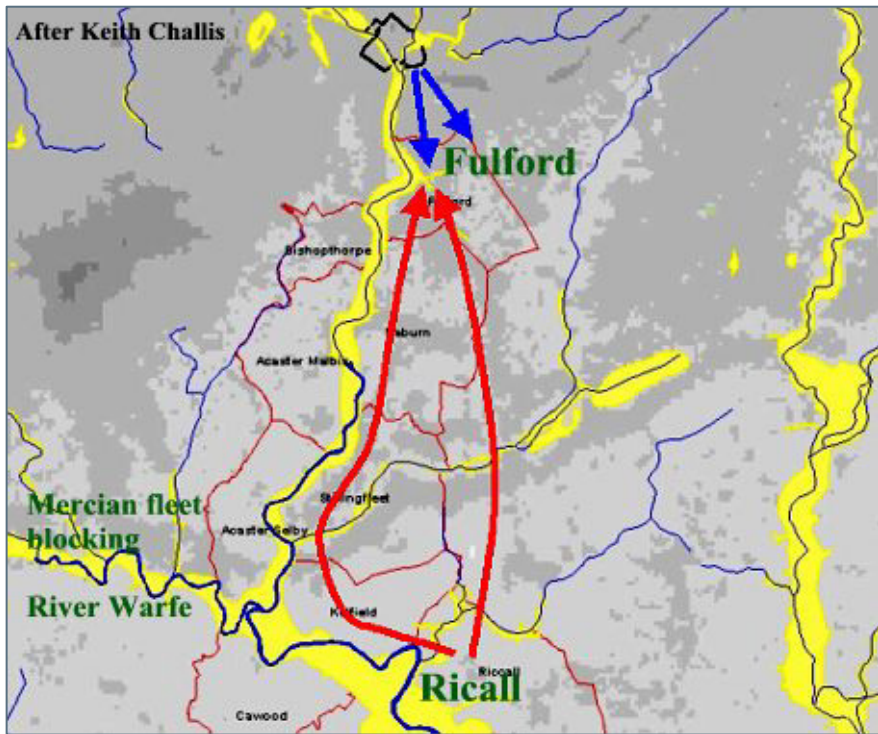 After Keith Challis
Fulford
Bishopthorpe
Acaster Malbis
Mercian fleet
blocking
Stillingfleet
Acaster Selby
River Warfe
Kelfield
Riccall
Ricall
Cawood